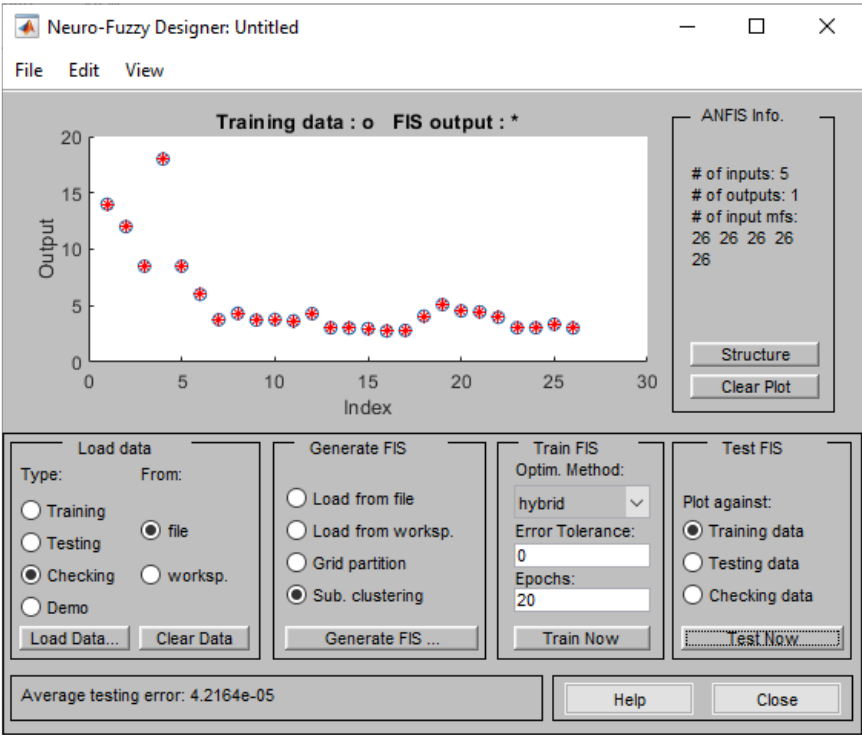 Neuro-Fuzzy Designer: Untitled
File Edit View
Training data : o FIS output : *
20
15
10
5
0
Output
0 5 10 15 20 25 30
Index
ANFIS Info.
# of inputs: 5
# of outputs: 1
# of input mfs:
26 26 26 26
26
Structure
Clear Plot
Load data
Type: From:
Training
Testing
Checking
Demo
file
worksp.
Load Data... Clear Data
Generate FIS
Load from file
Load from worksp.
Grid partition
Sub. clustering
Generate FIS ...
Train FIS
Optim. Method:
hybrid
Error Tolerance:
0
Epochs:
20
Train Now
Test FIS
Plot against:
Training data
Testing data
Checking data
Test Now
Average testing error: 4.2164e-05
Help Close